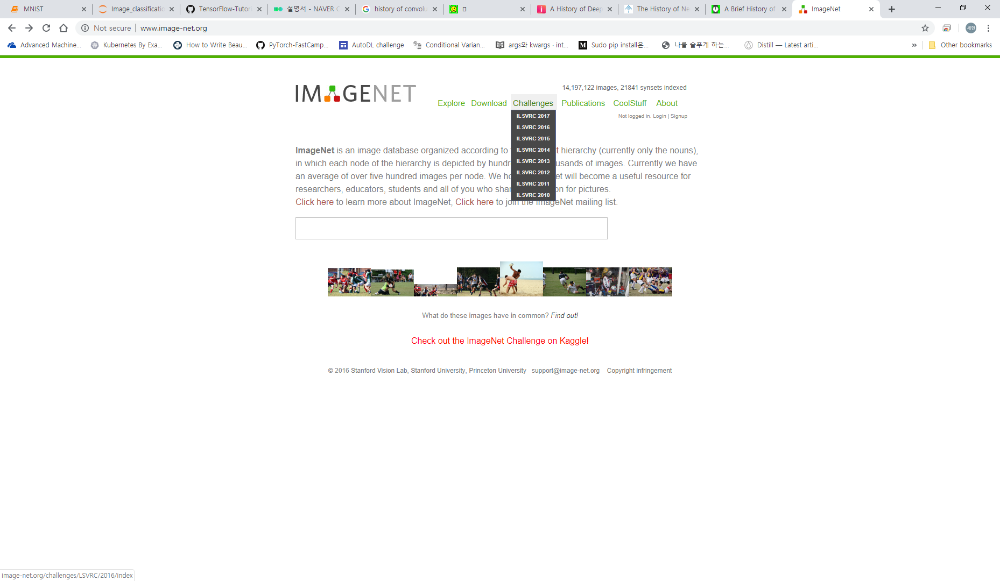 MNIST
Image_classificatic
TensorFlow-Tutori
설명서 - NAVER C
history of convolu
A History of Deep
The History of Ne
A Brief History of
ImageNet
Not secure
www.image-net.org
세현
Advanced Machine...
Kubernetes By Exa...
How to Write Beau...
PyTorch-FastCamp...
AutoDL challenge
Conditional Varian...
args와 kwargs · int...
Sudo pip install은...
나를 술푸게 하는...
Distill — Latest arti...
»
Other bookmarks
IMAGENET
14,197,122 images, 21841 synsets indexed
Explore Download Challenges Publications CoolStuff About
Not logged in. Login | Signup
ILSVRC 2017
ILSVRC 2016
ILSVRC 2015
ILSVRC 2014
ILSVRC 2013
ILSVRC 2012
ILSVRC 2011
ILSVRC 2010
ImageNet is an image database organized according to t hierarchy (currently only the nouns),
in which each node of the hierarchy is depicted by hundr usands of images. Currently we have
an average of over five hundred images per node. We ho et will become a useful resource for
researchers, educators, students and all of you who shar on for pictures.
Click here to learn more about ImageNet, Click here to join the ImageNet mailing list.
What do these images have in common? Find out!
Check out the ImageNet Challenge on Kaggle!
© 2016 Stanford Vision Lab, Stanford University, Princeton University support@image-net.org Copyright infringement
image-net.org/challenges/LSVRC/2016/index